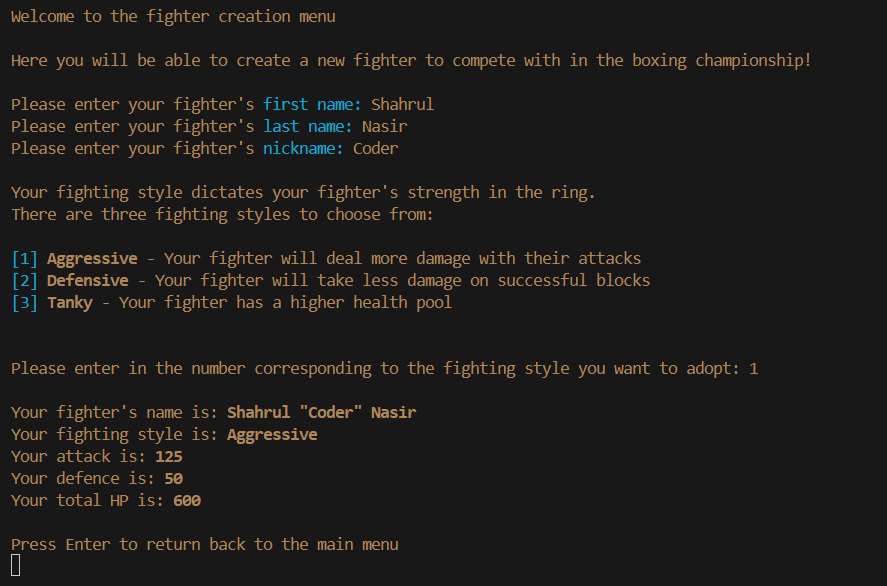 Welcome to the fighter creation menu
Here you will be able to create a new fighter to compete with in the boxing championship!
Please enter your fighter's first name: Shahrul
Please enter your fighter's last name: Nasir
Please enter your fighter's nickname: Coder
Your fighting style dictates your fighter's strength in the ring.
There are three fighting styles to choose from:
[1] Aggressive - Your fighter will deal more damage with their attacks
[2] Defensive - Your fighter will take less damage on successful blocks
[3] Tanky - Your fighter has a higher health pool
Please enter in the number corresponding to the fighting style you want to adopt: 1
Your fighter's name is: Shahrul "Coder" Nasir
Your fighting style is: Aggressive
Your attack is: 125
Your defence is: 50
Your total HP is: 600
Press Enter to return back to the main menu